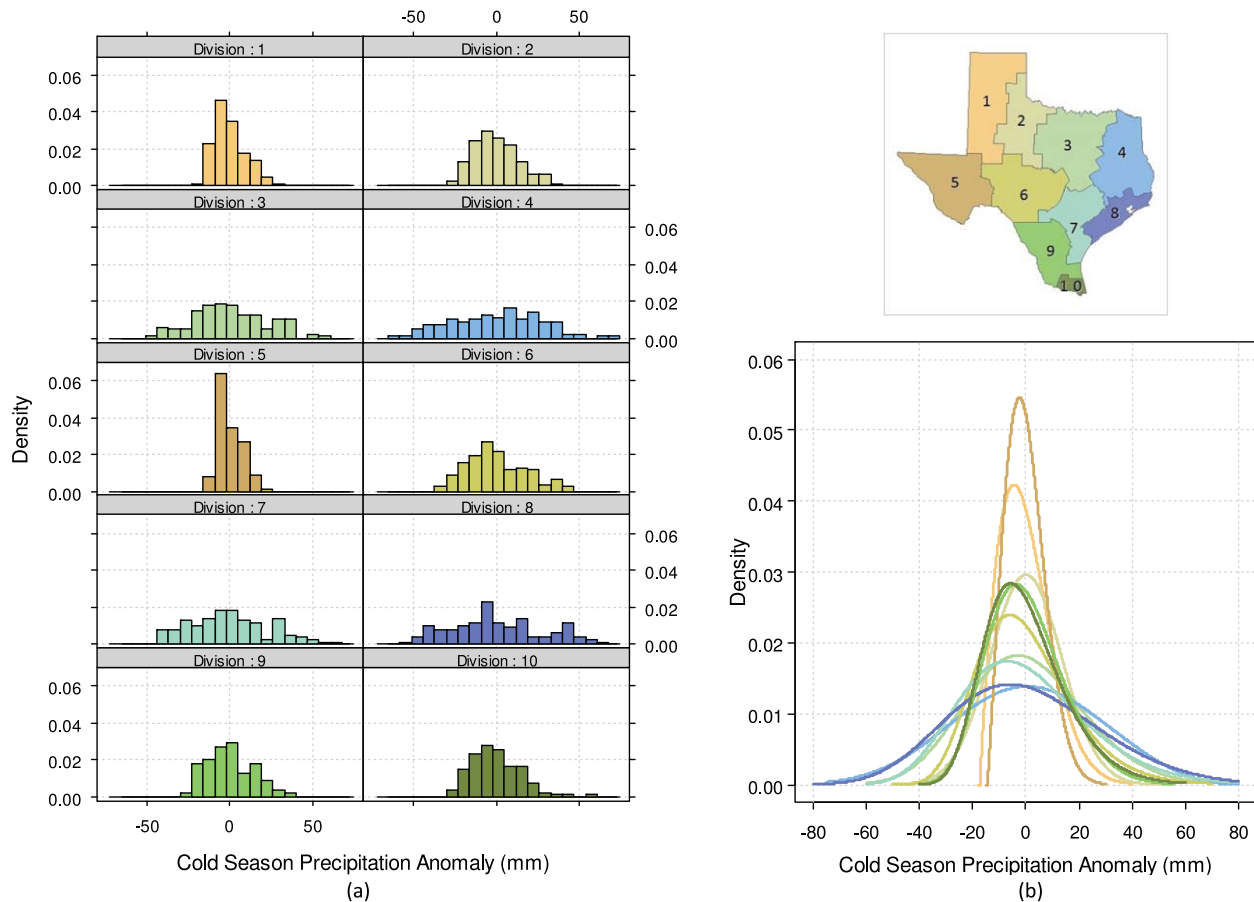 -50 0 50
Division : 1 Division : 2
0.06
0.04
0.02
0.00
Division : 3 Division : 4
0.06
0.04
0.02
0.00
Division : 5 Division : 6
0.06
0.04
0.02
0.00
Division : 7 Division : 8
0.06
0.04
0.02
0.00
Division : 9 Division : 10
0.06
0.04
0.02
0.00
-50 0 50
Density
Cold Season Precipitation Anomaly (mm)
(a)
1
2
3
4
5
6
7
8
9
10
0.06
0.05
0.04
0.03
0.02
0.01
0.00
Density
-80 -60 -40 -20 0 20 40 60 80
Cold Season Precipitation Anomaly (mm)
(b)